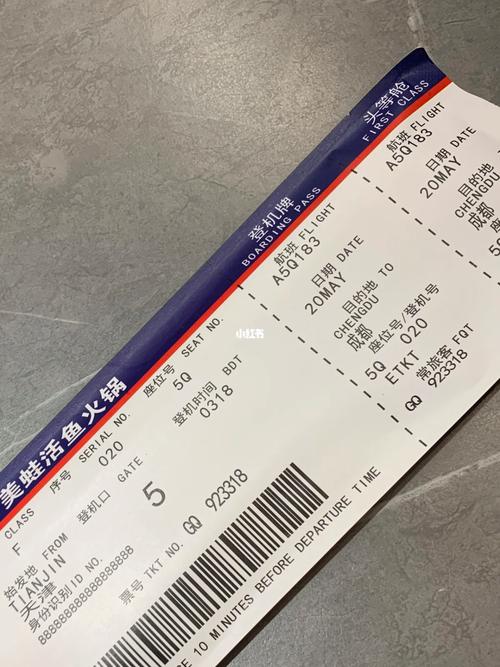 美蛙活鱼火锅
登机牌
BOARDING PASS
头等舱
FIRST CLASS
CLASS
F
序号 SERIAL NO.
020
座位号 SEAT NO.
5Q
始发地 FROM
TIANJIN
天津
登机口 GATE
5
登机时间 BDT
0318
身份识别 ID NO.
888888888888888888
票号 TKT NO.
GQ 923318
E 10 MINUTES BEFORE DEPARTURE TIME
航班 FLIGHT
A5Q183
日期 DATE
20MAY
目的地 TO
CHENGDU
成都
座位号/登机号
5Q 020
ETKT
常旅客 FQT
GQ 923318
航班 FLIGHT
A5Q183
日期 DATE
20MAY
目的地 TO
CHENGDU
成都
小红书